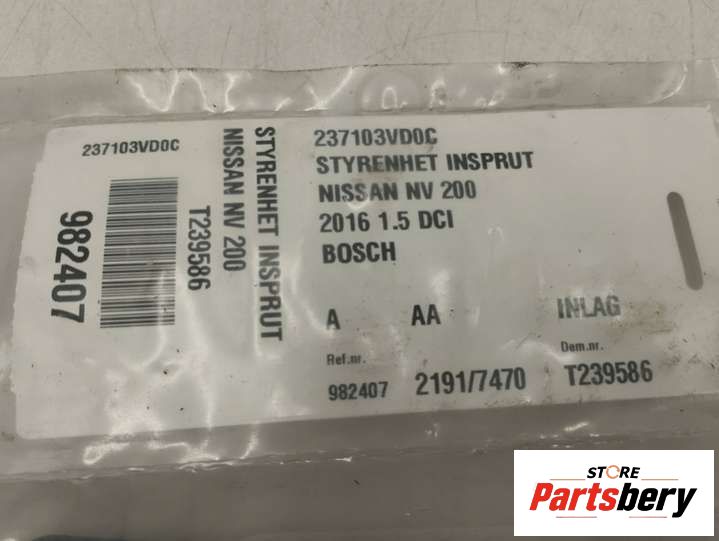 237103VD0C
982407
T239586
NISSAN NV 200
STYRENHET INSPRUT
237103VD0C
STYRENHET INSPRUT
NISSAN NV 200
2016 1.5 DCI
BOSCH
A AA INLAG
Ref.nr. Dem.nr.
982407 2191/7470 T239586
STORE
Partsbery